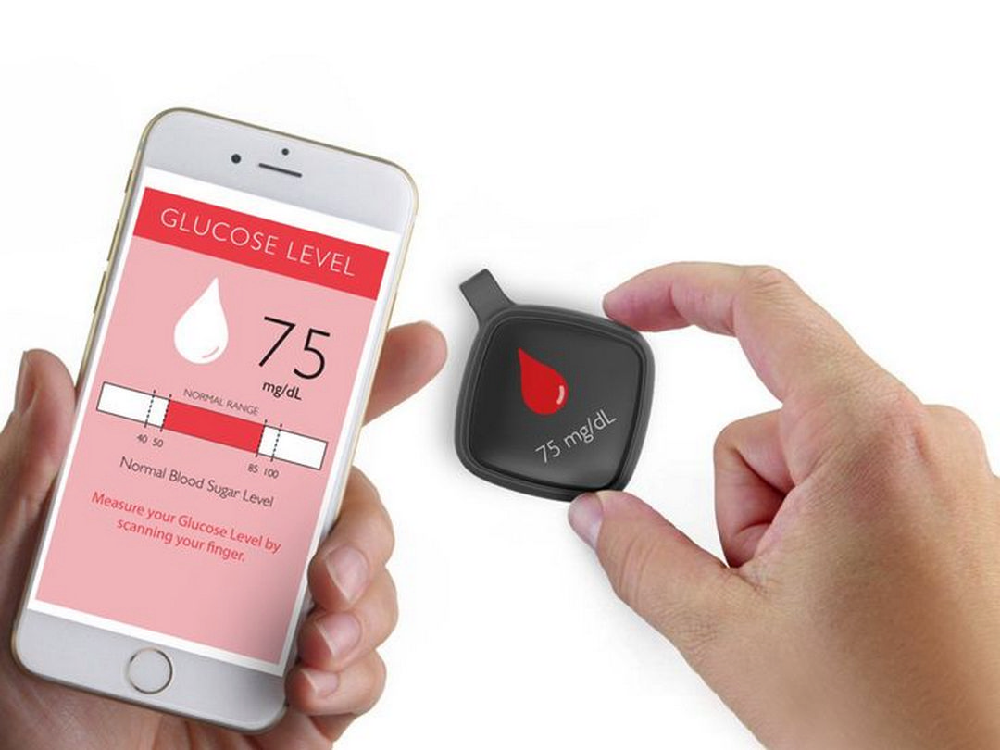 GLUCOSE LEVEL
75
mg/dL
NORMAL RANGE
40 50
85 100
Normal Blood Sugar Level
Measure your Glucose Level by
scanning your finger.
75 mg/dL